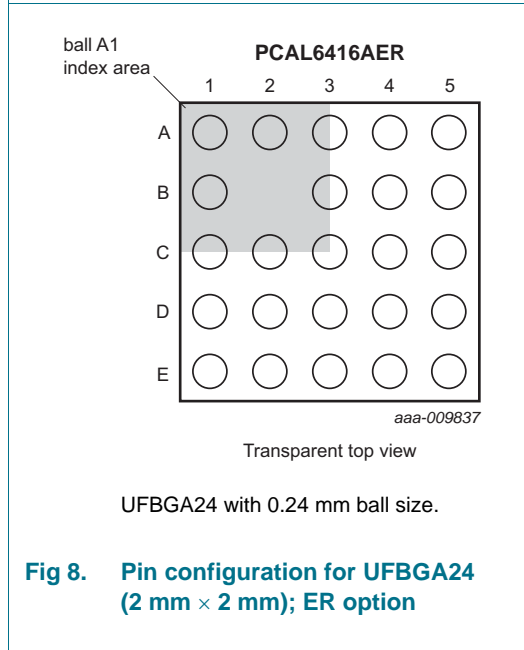 ball A1
index area
PCAL6416AER
1 2 3 4 5
A
B
C
D
E
aaa-009837
Transparent top view
UFBGA24 with 0.24 mm ball size.
Fig 8. Pin configuration for UFBGA24
(2 mm × 2 mm); ER option